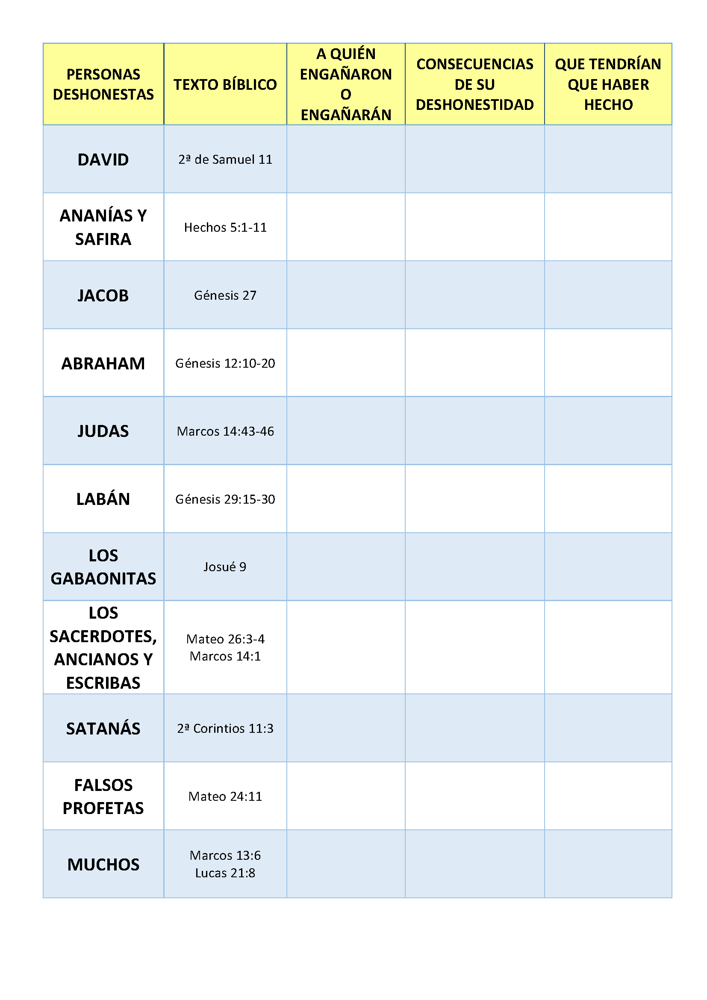 PERSONAS
DESHONESTAS
TEXTO BÍBLICO
A QUIÉN
ENGAÑARON
O
ENGAÑARÁN
CONSECUENCIAS
DE SU
DESHONESTIDAD
QUE TENDRÍAN
QUE HABER
HECHO
DAVID
2ª de Samuel 11
ANANÍAS Y
SAFIRA
Hechos 5:1-11
JACOB
Génesis 27
ABRAHAM
Génesis 12:10-20
JUDAS
Marcos 14:43-46
LABÁN
Génesis 29:15-30
LOS
GABAONITAS
Josué 9
LOS
SACERDOTES,
ANCIANOS Y
ESCRIBAS
Mateo 26:3-4
Marcos 14:1
SATANÁS
2ª Corintios 11:3
FALSOS
PROFETAS
Mateo 24:11
MUCHOS
Marcos 13:6
Lucas 21:8